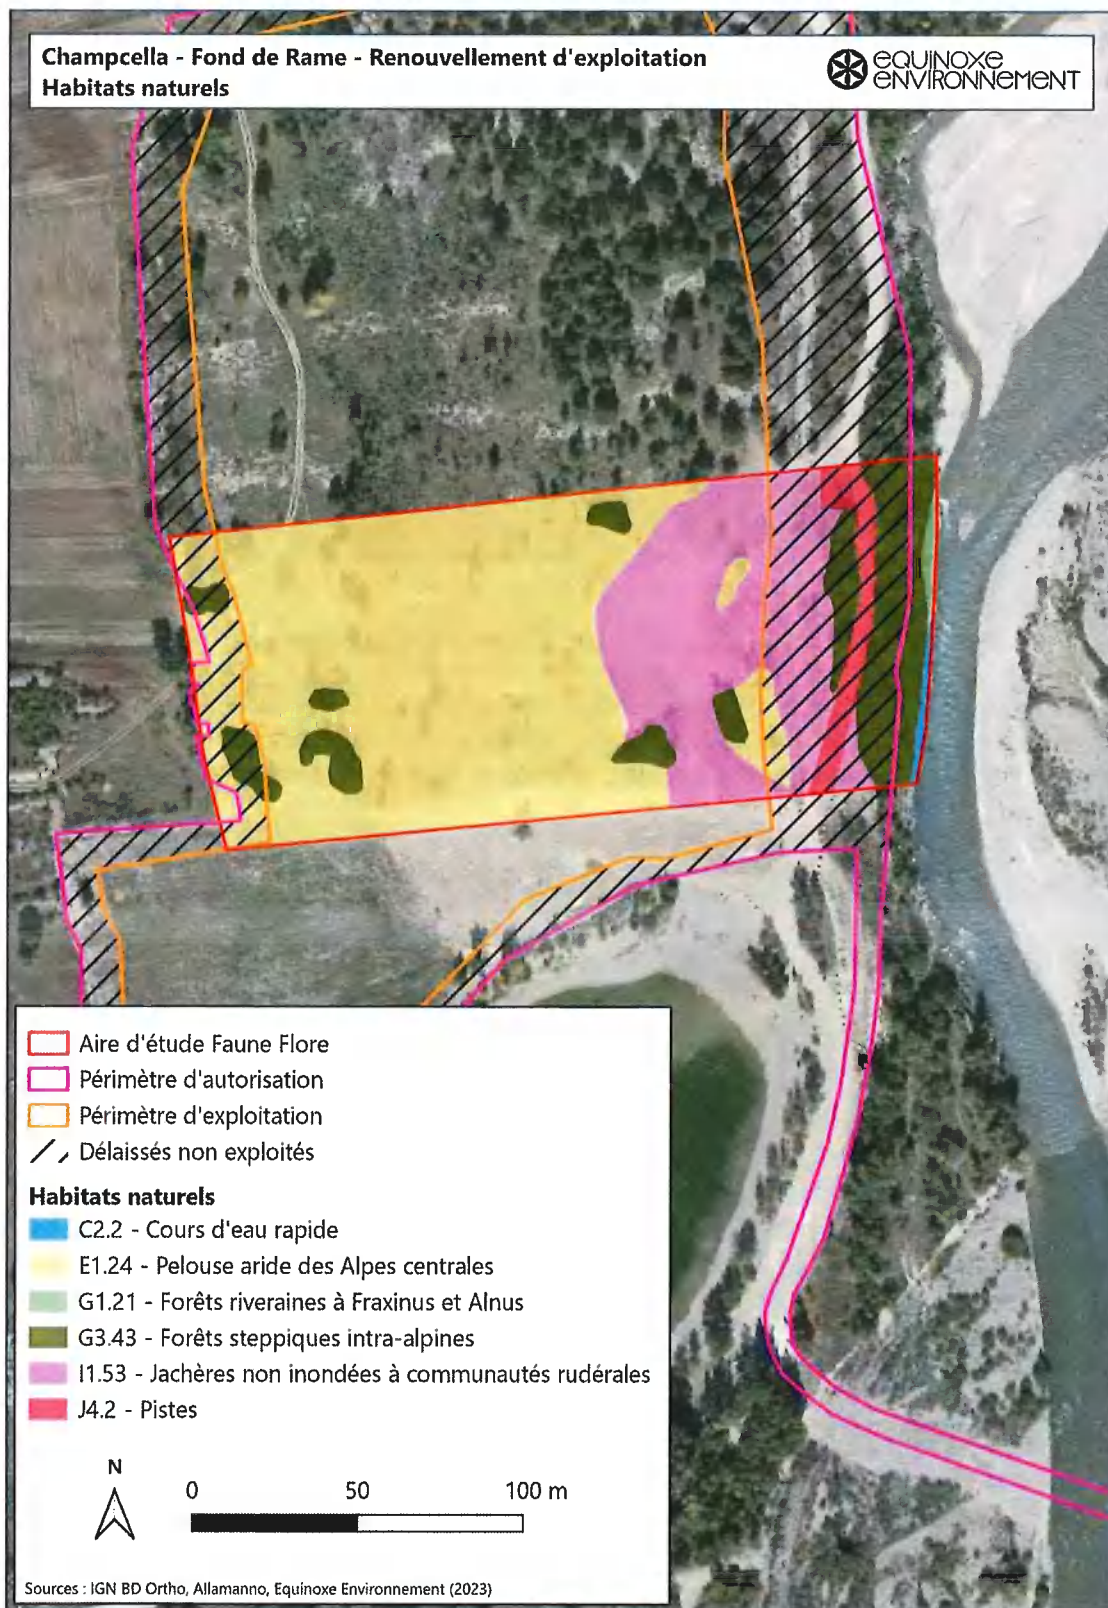 Champcella - Fond de Rame - Renouvellement d'exploitation
Habitats naturels
EQUINOXE
ENVIRONNEMENT
Aire d'étude Faune Flore
Périmètre d'autorisation
Périmètre d'exploitation
Délaissés non exploités
Habitats naturels
C2.2 - Cours d'eau rapide
E1.24 - Pelouse aride des Alpes centrales
G1.21 - Forêts riveraines à Fraxinus et Alnus
G3.43 - Forêts steppiques intra-alpines
I1.53 - Jachères non inondées à communautés rudérales
J4.2 - Pistes
N
0 50 100 m
Sources : IGN BD Ortho, Allamanno, Equinoxe Environnement (2023)